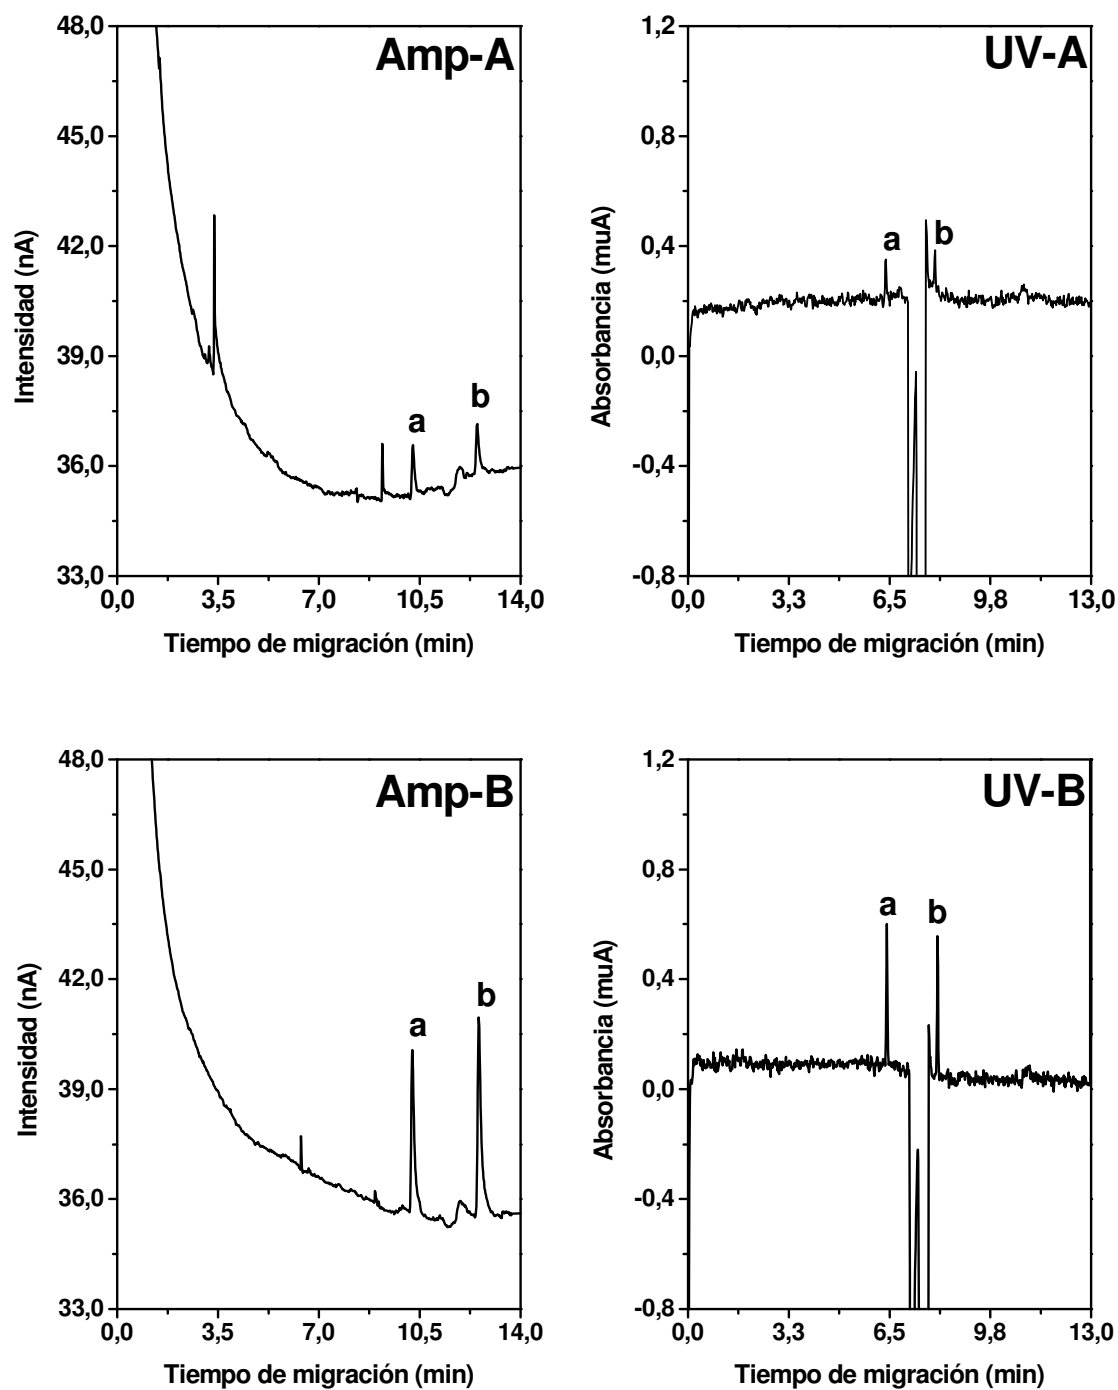 Amp-A
48,0
45,0
42,0
39,0
36,0
33,0
Intensidad (nA)
a
b
0,0 3,5 7,0 10,5 14,0
Tiempo de migración (min)
UV-A
1,2
0,8
0,4
0,0
-0,4
-0,8
Absorbancia (muA)
a
b
0,0 3,3 6,5 9,8 13,0
Tiempo de migración (min)
Amp-B
48,0
45,0
42,0
39,0
36,0
33,0
Intensidad (nA)
a
b
0,0 3,5 7,0 10,5 14,0
Tiempo de migración (min)
UV-B
1,2
0,8
0,4
0,0
-0,4
-0,8
Absorbancia (muA)
a
b
0,0 3,3 6,5 9,8 13,0
Tiempo de migración (min)